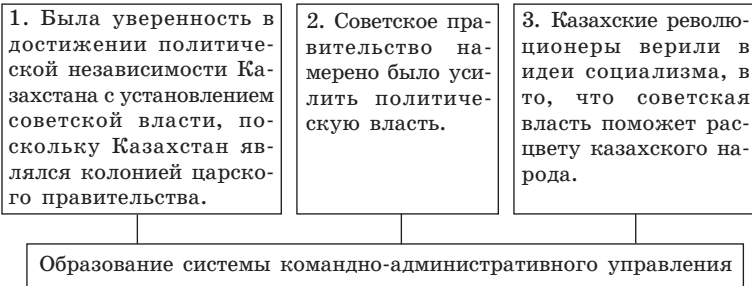 1. Была уверенность в
достижении политиче-
ской независимости Ка-
захстана с установлением
советской власти, по-
скольку Казахстан яв-
лялся колонией царско-
го правительства.
2. Советское пра-
вительство на-
мерено было уси-
лить политиче-
скую власть.
3. Казахские револю-
ционеры верили в
идеи социализма, в
то, что советская
власть поможет рас-
цвету казахского на-
рода.
Образование системы командно-административного управления